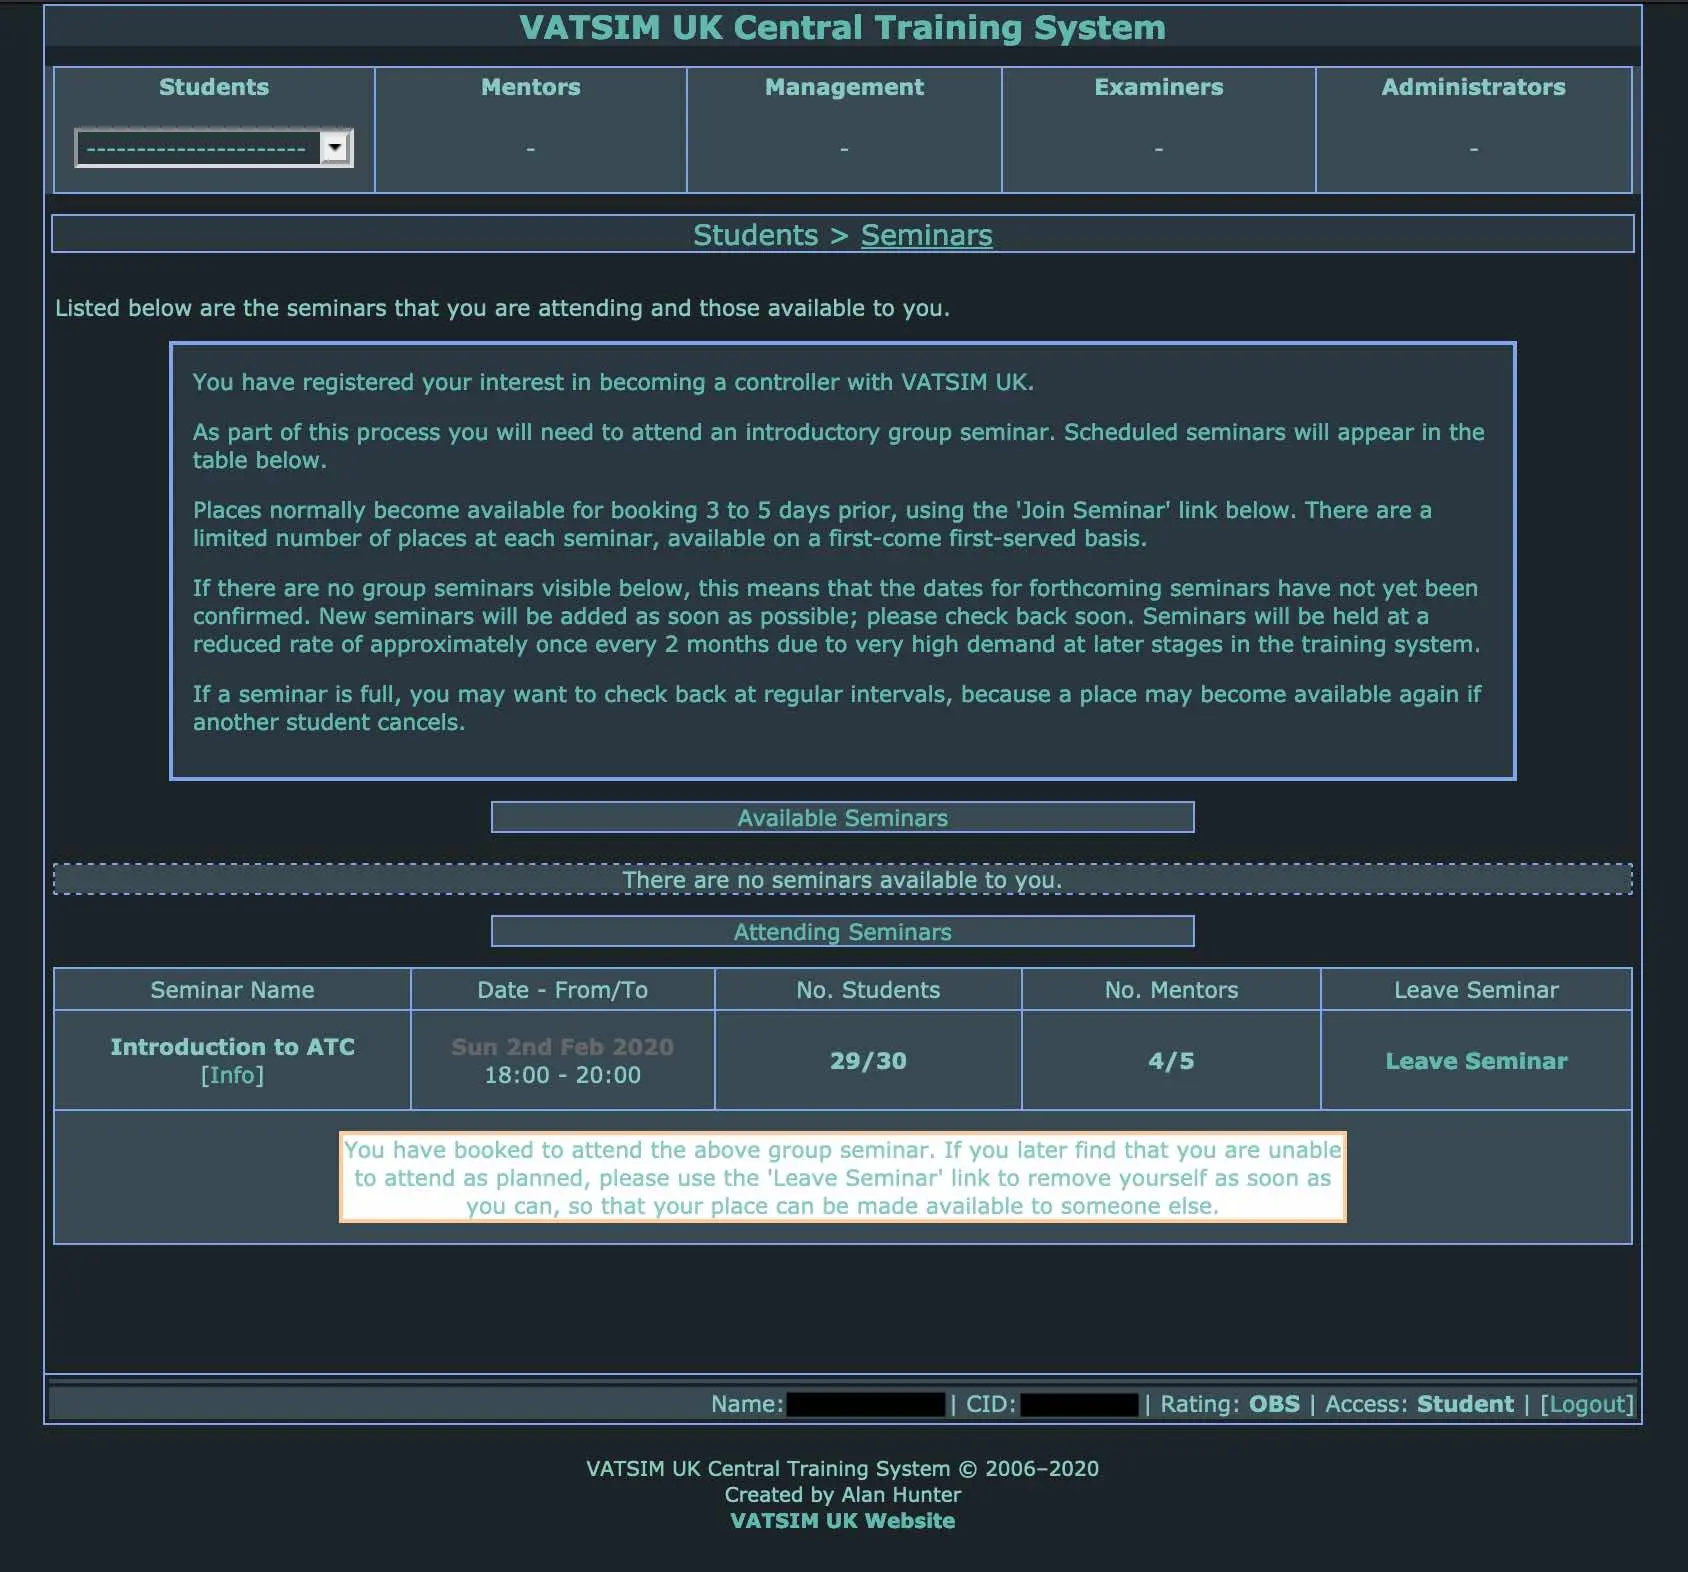 VATSIM UK Central Training System
Students Mentors Management Examiners Administrators
---------------------- - - - -
Students > Seminars
Listed below are the seminars that you are attending and those available to you.
You have registered your interest in becoming a controller with VATSIM UK.
As part of this process you will need to attend an introductory group seminar. Scheduled seminars will appear in the
table below.
Places normally become available for booking 3 to 5 days prior, using the 'Join Seminar' link below. There are a
limited number of places at each seminar, available on a first-come first-served basis.
If there are no group seminars visible below, this means that the dates for forthcoming seminars have not yet been
confirmed. New seminars will be added as soon as possible; please check back soon. Seminars will be held at a
reduced rate of approximately once every 2 months due to very high demand at later stages in the training system.
If a seminar is full, you may want to check back at regular intervals, because a place may become available again if
another student cancels.
Available Seminars
There are no seminars available to you.
Attending Seminars
Seminar Name Date - From/To No. Students No. Mentors Leave Seminar
Introduction to ATC Sun 2nd Feb 2020 29/30 4/5 Leave Seminar
[Info] 18:00 - 20:00
You have booked to attend the above group seminar. If you later find that you are unable
to attend as planned, please use the 'Leave Seminar' link to remove yourself as soon as
you can, so that your place can be made available to someone else.
Name: | CID: | Rating: OBS | Access: Student | [Logout]
VATSIM UK Central Training System © 2006–2020
Created by Alan Hunter
VATSIM UK Website